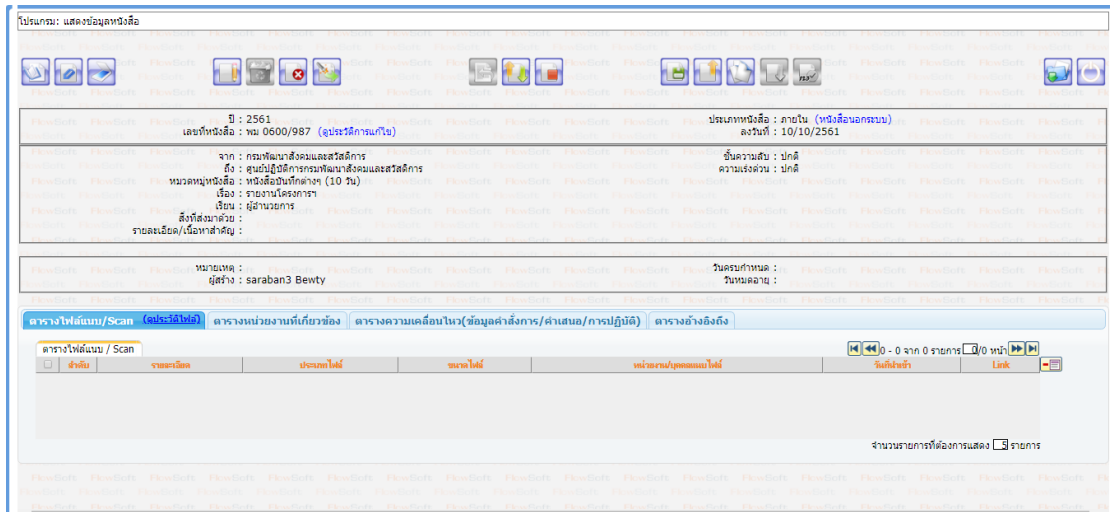 โปรแกรม: แสดงข้อมูลหนังสือ
ปี : 2561
ประเภทหนังสือ : ภายใน (หนังสือนอกระบบ)
เลขที่หนังสือ : พม 0600/987 (ดูประวัติการแก้ไข)
ลงวันที่ : 10/10/2561
จาก : กรมพัฒนาสังคมและสวัสดิการ
ชั้นความลับ : ปกติ
ถึง : ศูนย์ปฏิบัติการกรมพัฒนาสังคมและสวัสดิการ
ความเร่งด่วน : ปกติ
หมวดหมู่หนังสือ : หนังสือบันทึกต่างๆ (10 วัน)
เรื่อง : รายงานโครงการฯ
เรียน : ผู้อำนวยการ
สิ่งที่ส่งมาด้วย :
รายละเอียด/เนื้อหาสำคัญ :
หมายเหตุ :
วันครบกำหนด :
ผู้สร้าง : saraban3 Bewty
วันหมดอายุ :
ตารางไฟล์แนบ/Scan (ดูประวัติไฟล์) ตารางหน่วยงานที่เกี่ยวข้อง ตารางความเคลื่อนไหว(ข้อมูลคำสั่งการ/คำเสนอ/การปฏิบัติ) ตารางอ้างอิงถึง
ตารางไฟล์แนบ / Scan
0 - 0 จาก 0 รายการ 0/0 หน้า
ลำดับ รายละเอียด ประเภทไฟล์ ขนาดไฟล์ หน่วยงาน/บุคคลแนบไฟล์ วันที่นำเข้า Link
จำนวนรายการที่ต้องการแสดง 5 รายการ